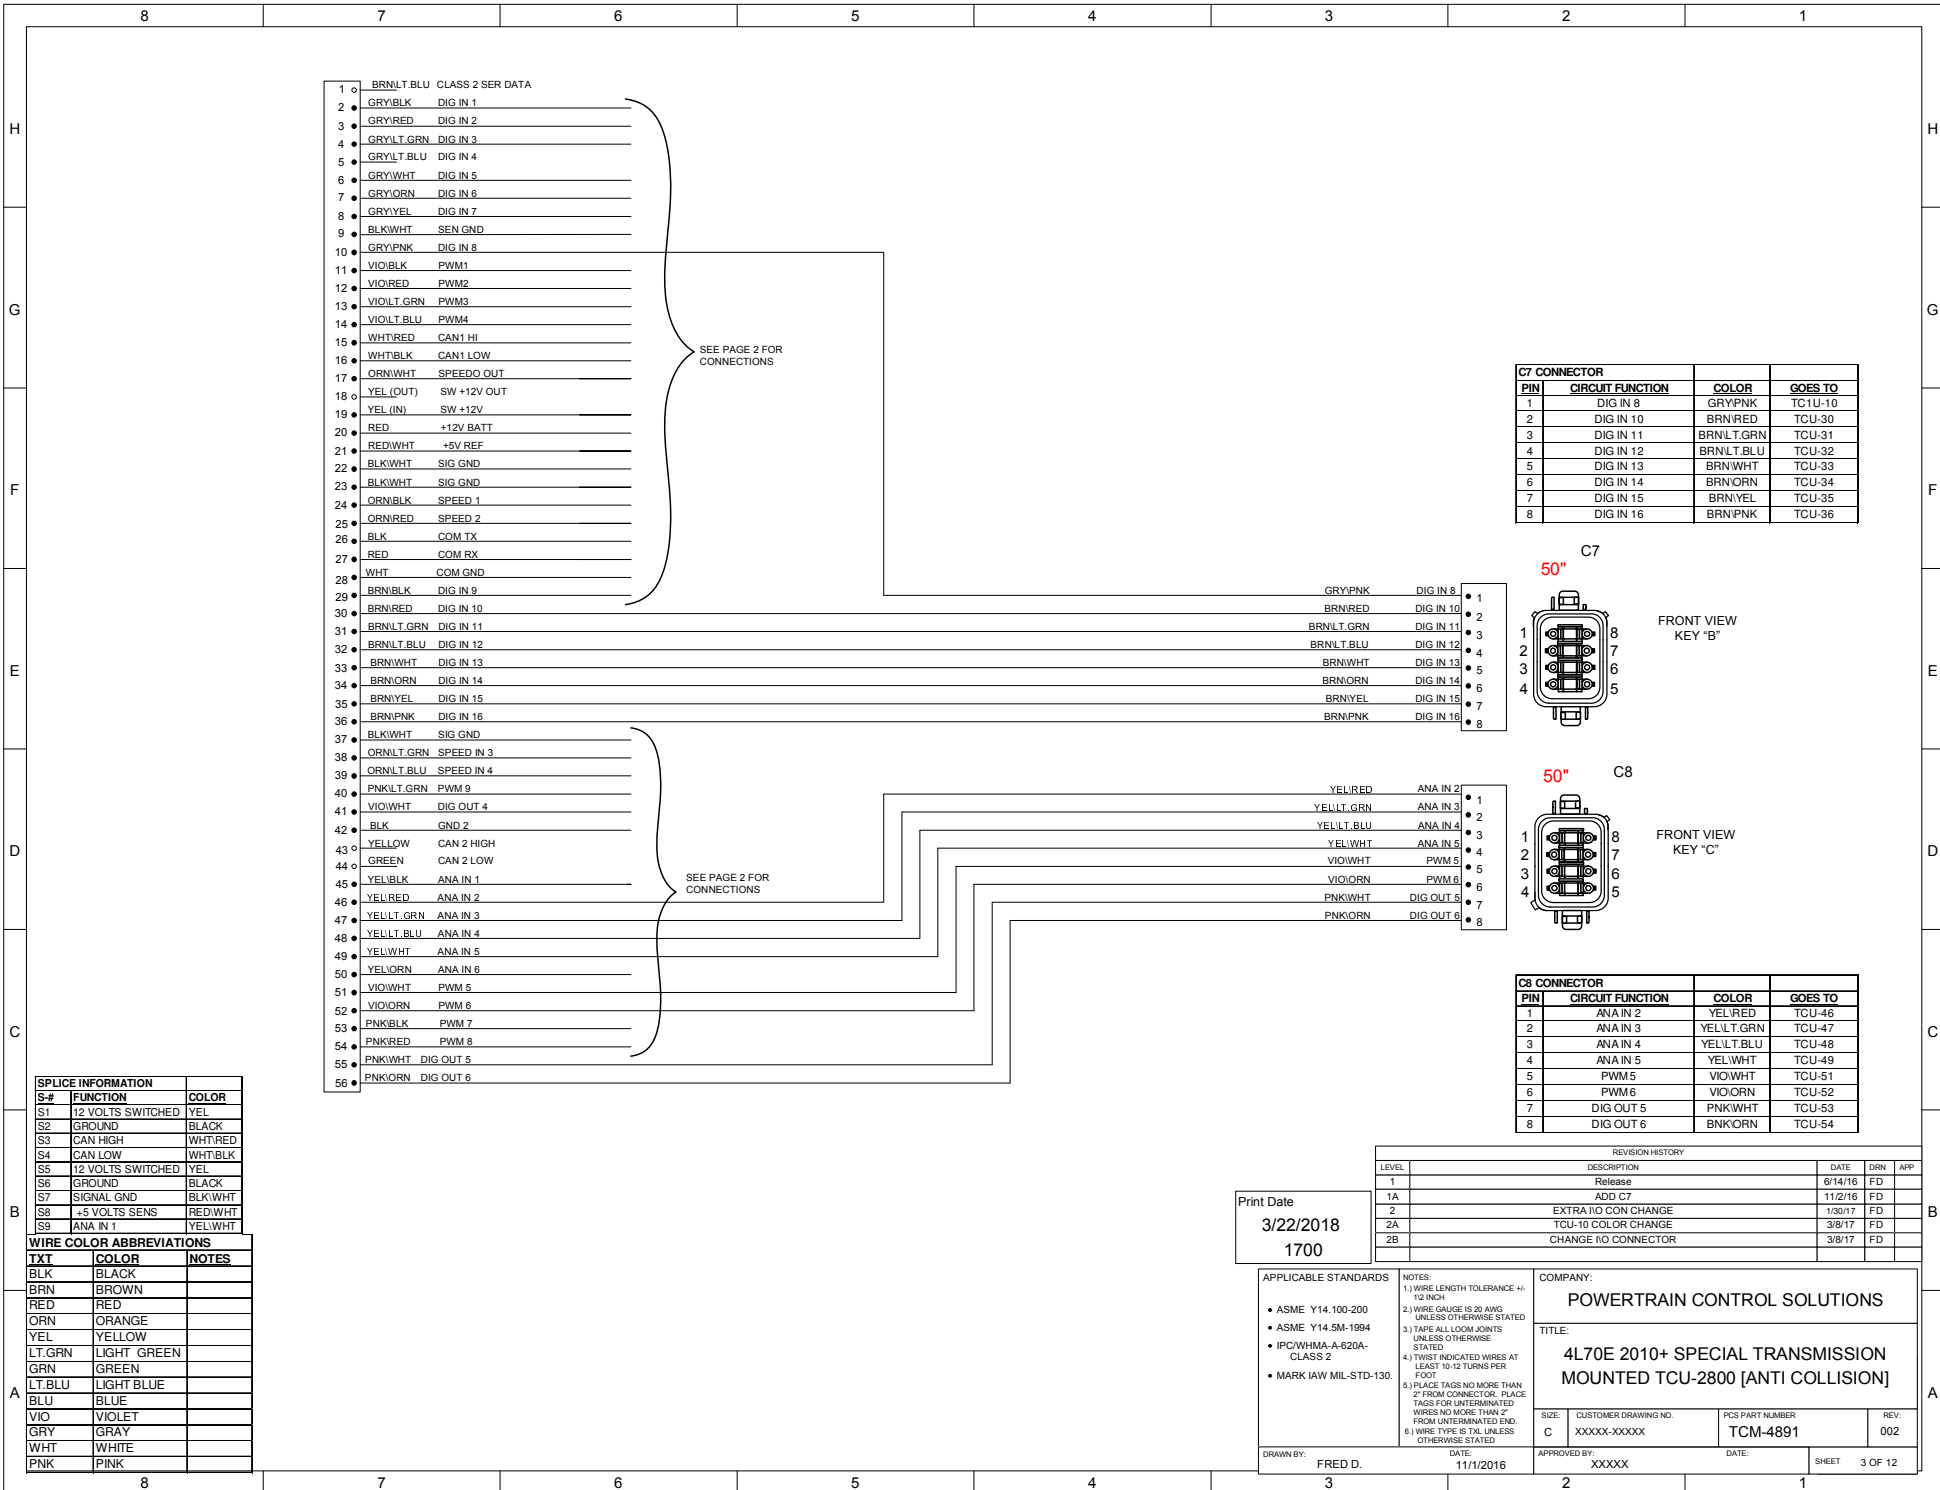 8 7 6 5 4 3 2 1
H
G
F
E
D
C
B
A
1 BRN\LT.BLU CLASS 2 SER DATA
2 GRY\BLK DIG IN 1
3 GRY\RED DIG IN 2
4 GRY\LT.GRN DIG IN 3
5 GRY\LT.BLU DIG IN 4
6 GRY\WHT DIG IN 5
7 GRY\ORN DIG IN 6
8 GRY\YEL DIG IN 7
9 BLK\WHT SEN GND
10 GRY\PNK DIG IN 8
11 VIO\BLK PWM1
12 VIO\RED PWM2
13 VIO\LT.GRN PWM3
14 VIO\LT.BLU PWM4
15 WHT\RED CAN1 HI
16 WHT\BLK CAN1 LOW
17 ORN\WHT SPEEDO OUT
18 YEL (OUT) SW +12V OUT
19 YEL (IN) SW +12V
20 RED +12V BATT
21 RED\WHT +5V REF
22 BLK\WHT SIG GND
23 BLK\WHT SIG GND
24 ORN\BLK SPEED 1
25 ORN\RED SPEED 2
26 BLK COM TX
27 RED COM RX
28 WHT COM GND
29 BRN\BLK DIG IN 9
30 BRN\RED DIG IN 10
31 BRN\LT.GRN DIG IN 11
32 BRN\LT.BLU DIG IN 12
33 BRN\WHT DIG IN 13
34 BRN\ORN DIG IN 14
35 BRN\YEL DIG IN 15
36 BRN\PNK DIG IN 16
37 BLK\WHT SIG GND
38 ORN\LT.GRN SPEED IN 3
39 ORN\LT.BLU SPEED IN 4
40 PNK\LT.GRN PWM 9
41 VIO\WHT DIG OUT 4
42 BLK GND 2
43 YELLOW CAN 2 HIGH
44 GREEN CAN 2 LOW
45 YEL\BLK ANA IN 1
46 YEL\RED ANA IN 2
47 YEL\LT.GRN ANA IN 3
48 YEL\LT.BLU ANA IN 4
49 YEL\WHT ANA IN 5
50 YEL\ORN ANA IN 6
51 VIO\WHT PWM 5
52 VIO\ORN PWM 6
53 PNK\BLK PWM 7
54 PNK\RED PWM 8
55 PNK\WHT DIG OUT 5
56 PNK\ORN DIG OUT 6
SEE PAGE 2 FOR
CONNECTIONS
SEE PAGE 2 FOR
CONNECTIONS
C7 CONNECTOR
PIN CIRCUIT FUNCTION COLOR GOES TO
1 DIG IN 8 GRY\PNK TC1U-10
2 DIG IN 10 BRN\RED TCU-30
3 DIG IN 11 BRN\LT.GRN TCU-31
4 DIG IN 12 BRN\LT.BLU TCU-32
5 DIG IN 13 BRN\WHT TCU-33
6 DIG IN 14 BRN\ORN TCU-34
7 DIG IN 15 BRN\YEL TCU-35
8 DIG IN 16 BRN\PNK TCU-36
C7
50"
GRY\PNK DIG IN 8 1
BRN\RED DIG IN 10 2
BRN\LT.GRN DIG IN 11 3
BRN\LT.BLU DIG IN 12 4
BRN\WHT DIG IN 13 5
BRN\ORN DIG IN 14 6
BRN\YEL DIG IN 15 7
BRN\PNK DIG IN 16 8
1 8
2 7
3 6
4 5
FRONT VIEW
KEY “B”
50" C8
YEL\RED ANA IN 2 1
YEL\LT.GRN ANA IN 3 2
YEL\LT.BLU ANA IN 4 3
YEL\WHT ANA IN 5 4
VIO\WHT PWM 5 5
VIO\ORN PWM 6 6
PNK\WHT DIG OUT 5 7
PNK\ORN DIG OUT 6 8
1 8
2 7
3 6
4 5
FRONT VIEW
KEY “C”
C8 CONNECTOR
PIN CIRCUIT FUNCTION COLOR GOES TO
1 ANA IN 2 YEL\RED TCU-46
2 ANA IN 3 YEL\LT.GRN TCU-47
3 ANA IN 4 YEL\LT.BLU TCU-48
4 ANA IN 5 YEL\WHT TCU-49
5 PWM 5 VIO\WHT TCU-51
6 PWM 6 VIO\ORN TCU-52
7 DIG OUT 5 PNK\WHT TCU-53
8 DIG OUT 6 BNK\ORN TCU-54
SPLICE INFORMATION
S-# FUNCTION COLOR
S1 12 VOLTS SWITCHED YEL
S2 GROUND BLACK
S3 CAN HIGH WHT\RED
S4 CAN LOW WHT\BLK
S5 12 VOLTS SWITCHED YEL
S6 GROUND BLACK
S7 SIGNAL GND BLK\WHT
S8 +5 VOLTS SENS RED\WHT
S9 ANA IN 1 YEL\WHT
WIRE COLOR ABBREVIATIONS
TXT COLOR NOTES
BLK BLACK
BRN BROWN
RED RED
ORN ORANGE
YEL YELLOW
LT.GRN LIGHT GREEN
GRN GREEN
LT.BLU LIGHT BLUE
BLU BLUE
VIO VIOLET
GRY GRAY
WHT WHITE
PNK PINK
Print Date
3/22/2018
1700
REVISION HISTORY
LEVEL DESCRIPTION DATE DRN APP
1 Release 6/14/16 FD
1A ADD C7 11/2/16 FD
2 EXTRA I\O CON CHANGE 1/30/17 FD
2A TCU-10 COLOR CHANGE 3/8/17 FD
2B CHANGE I\O CONNECTOR 3/8/17 FD
APPLICABLE STANDARDS
• ASME Y14.100-200
• ASME Y14.5M-1994
• IPC/WHMA-A-620A-
CLASS 2
• MARK IAW MIL-STD-130.
NOTES:
1.) WIRE LENGTH TOLERANCE +/-
1\2 INCH
2.) WIRE GAUGE IS 20 AWG
UNLESS OTHERWISE STATED
3.) TAPE ALL LOOM JOINTS
UNLESS OTHERWISE
STATED
4.) TWIST INDICATED WIRES AT
LEAST 10-12 TURNS PER
FOOT
5.) PLACE TAGS NO MORE THAN
2" FROM CONNECTOR. PLACE
TAGS FOR UNTERMINATED
WIRES NO MORE THAN 2"
FROM UNTERMINATED END.
6.) WIRE TYPE IS TXL UNLESS
OTHERWISE STATED
COMPANY:
POWERTRAIN CONTROL SOLUTIONS
TITLE:
4L70E 2010+ SPECIAL TRANSMISSION
MOUNTED TCU-2800 [ANTI COLLISION]
SIZE: CUSTOMER DRAWING NO. PCS PART NUMBER REV:
C XXXXX-XXXXX TCM-4891 002
DRAWN BY: FRED D. DATE: 11/1/2016 APPROVED BY: XXXXX DATE: SHEET 3 OF 12
H
G
F
E
D
C
B
A
8 7 6 5 4 3 2 1